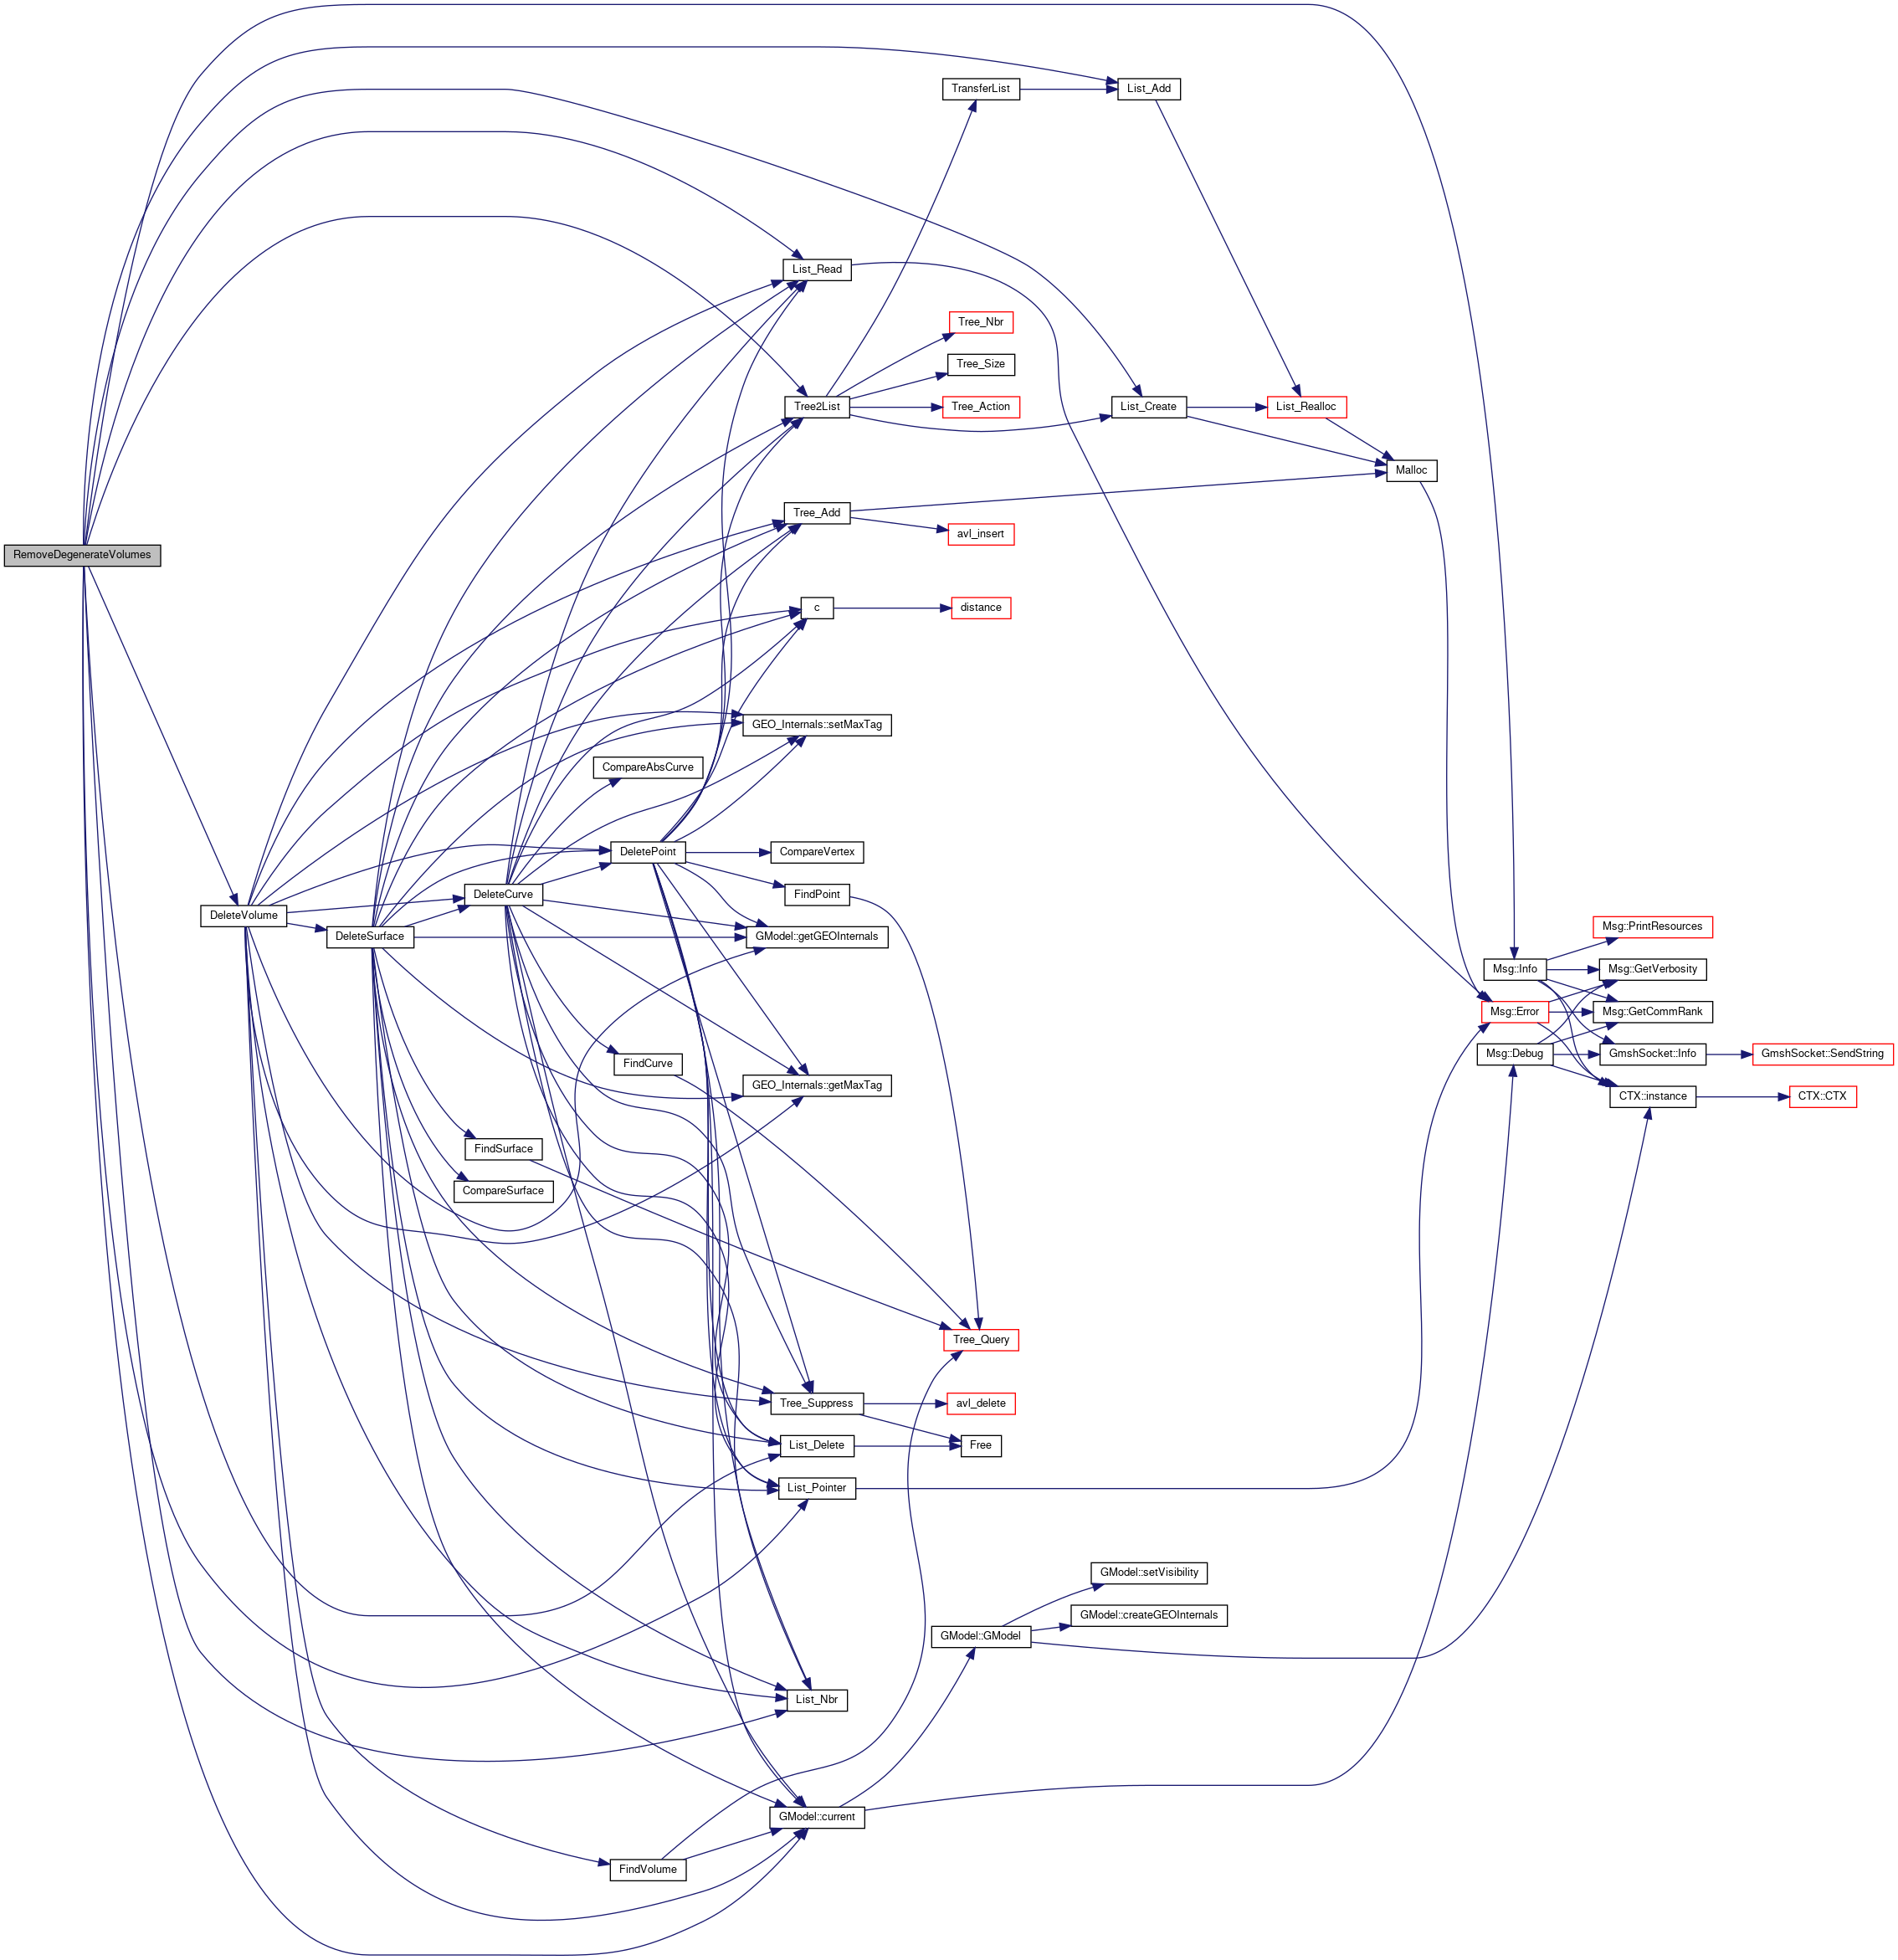 TransferList
List_Add
List_Read
Tree_Nbr
Tree_Size
Tree2List
Tree_Action
List_Create
List_Realloc
Malloc
Tree_Add
avl_insert
RemoveDegenerateVolumes
c
distance
GEO_Internals::setMaxTag
CompareAbsCurve
DeletePoint
CompareVertex
DeleteCurve
FindPoint
DeleteVolume
DeleteSurface
GModel::getGEOInternals
Msg::PrintResources
Msg::Info
Msg::GetVerbosity
Msg::Error
Msg::GetCommRank
Msg::Debug
GmshSocket::Info
GmshSocket::SendString
FindCurve
GEO_Internals::getMaxTag
CTX::instance
CTX::CTX
FindSurface
CompareSurface
Tree_Query
Tree_Suppress
avl_delete
List_Delete
Free
List_Pointer
GModel::setVisibility
GModel::createGEOInternals
GModel::GModel
List_Nbr
GModel::current
FindVolume